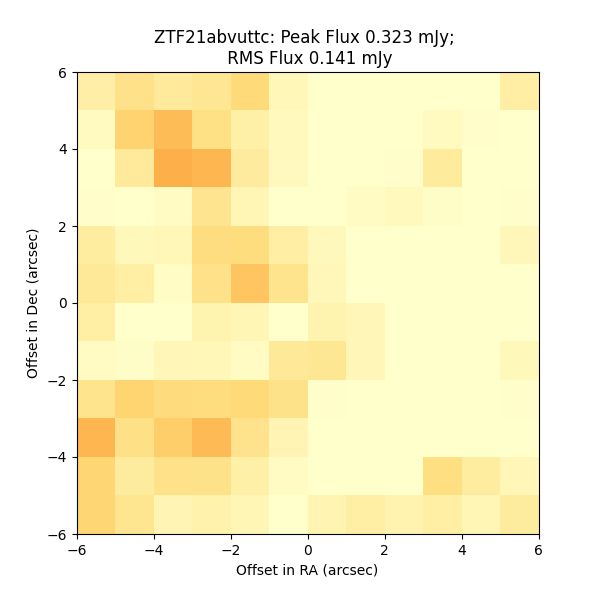 ZTF21abvuttc: Peak Flux 0.323 mJy;
RMS Flux 0.141 mJy
6
4
2
0
−2
−4
−6
Offset in Dec (arcsec)
−6 −4 −2 0 2 4 6
Offset in RA (arcsec)